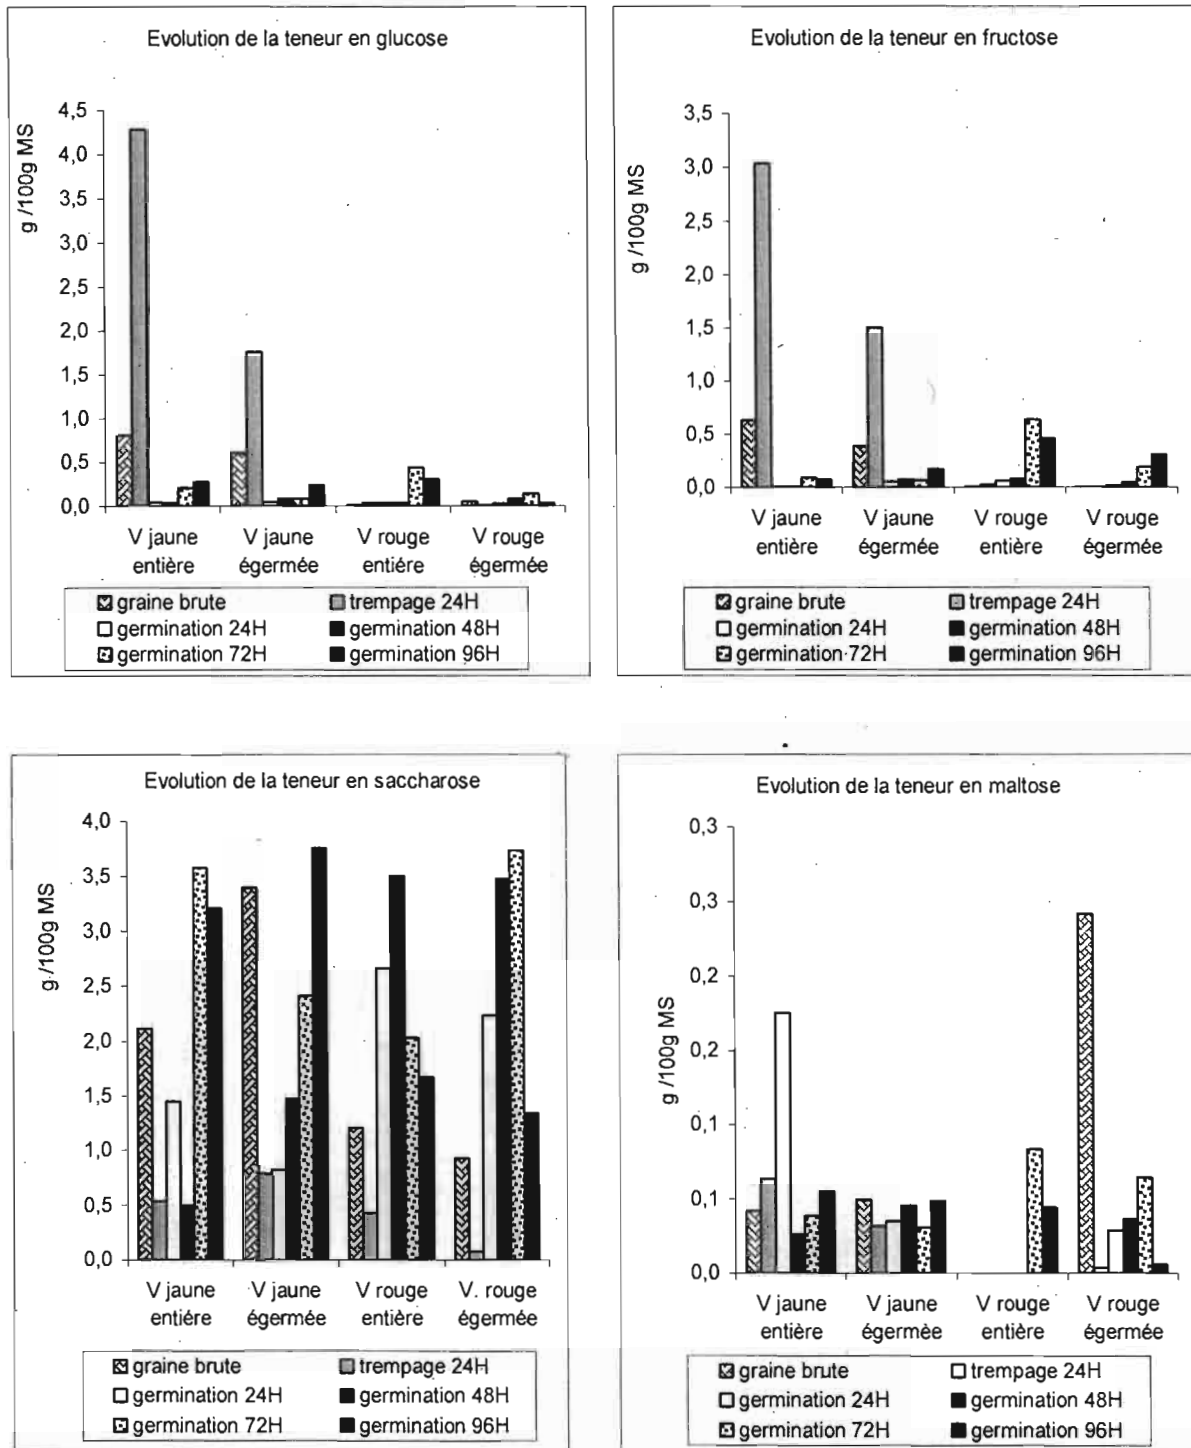 Evolution de la teneur en glucose
g /100g MS
4,5
4,0
3,5
3,0
2,5
2,0
1,5
1,0
0,5
0,0
V jaune entière
V jaune égermée
V rouge entière
V rouge égermée
graine brute
trempage 24H
germination 24H
germination 48H
germination 72H
germination 96H
Evolution de la teneur en fructose
g /100g MS
3,5
3,0
2,5
2,0
1,5
1,0
0,5
0,0
V jaune entière
V jaune égermée
V rouge entière
V rouge égermée
graine brute
trempage 24H
germination 24H
germination 48H
germination 72H
germination 96H
Evolution de la teneur en saccharose
g /100g MS
4,0
3,5
3,0
2,5
2,0
1,5
1,0
0,5
0,0
V jaune entiére
V jaune égermée
V rouge entière
V. rouge égermée
graine brute
trempage 24H
germination 24H
germination 48H
germination 72H
germination 96H
Evolution de la teneur en maltose
g /100g MS
0,3
0,3
0,2
0,2
0,1
0,1
0,0
V jaune entière
V jaune égermèe
V rouge entière
V rouge égermée
graine brute
trempage 24H
germination 24H
germination 48H
germination 72H
germination 96H